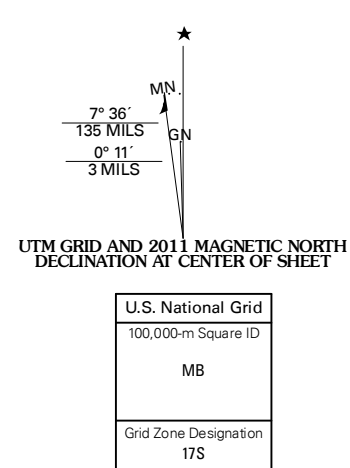 MN
7° 36´
135 MILS
GN
0° 11´
3 MILS
UTM GRID AND 2011 MAGNETIC NORTH
DECLINATION AT CENTER OF SHEET
U.S. National Grid
100,000-m Square ID
MB
Grid Zone Designation
17S